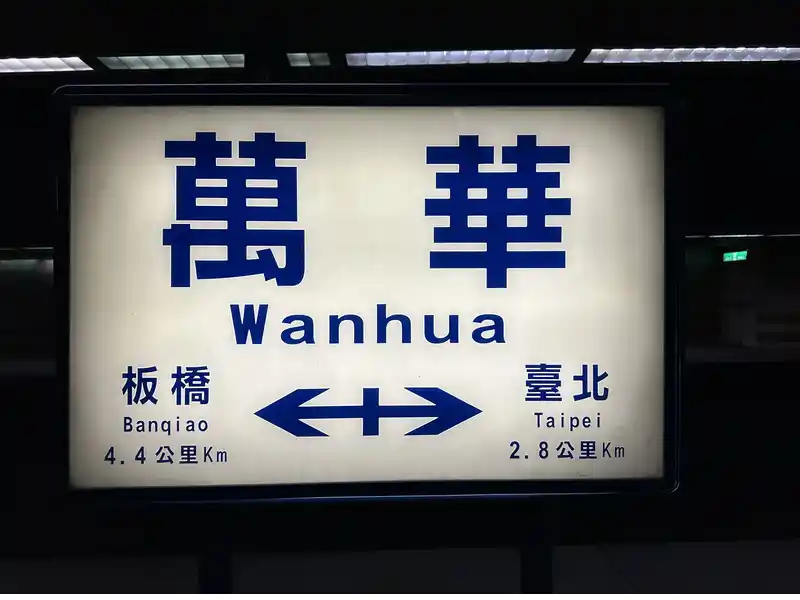 萬華
Wanhua
板橋
Banqiao
4.4公里Km
臺北
Taipei
2.8公里Km